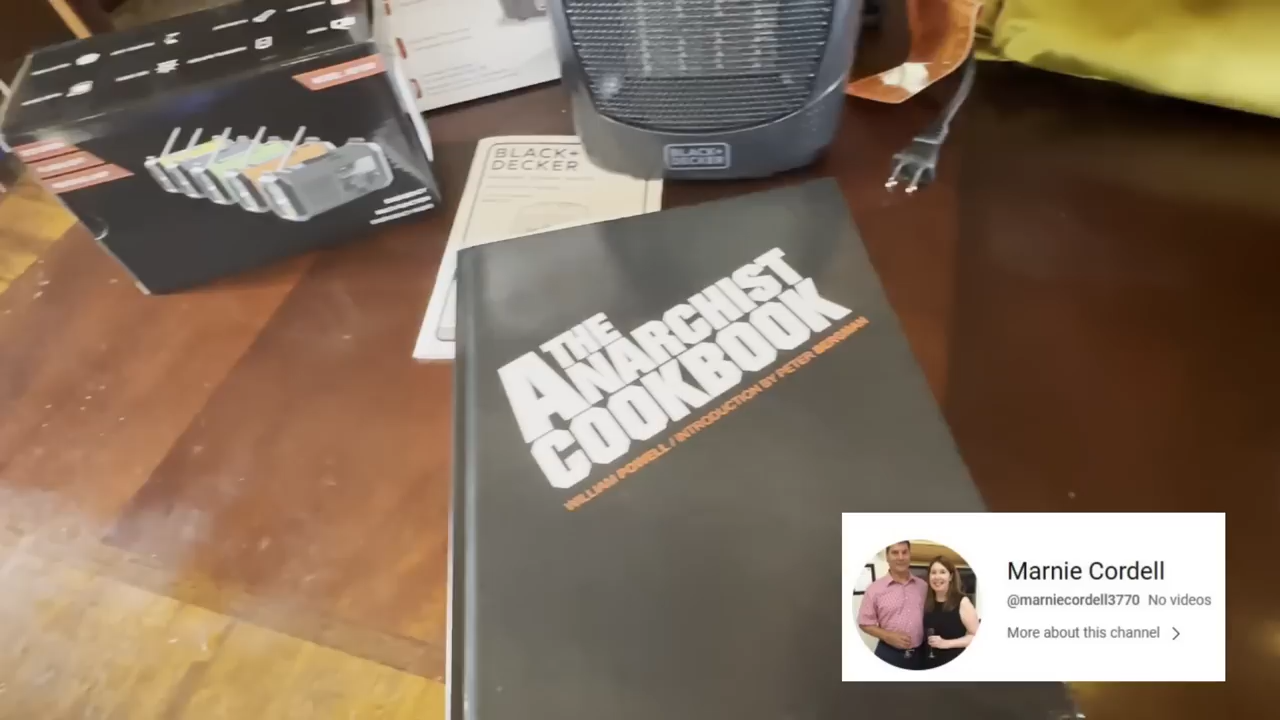 BLACK+
DECKER
BLACK+
DECKER
THE
ANARCHIST
COOKBOOK
WILLIAM POWELL / INTRODUCTION BY PETER BERGMAN
Marnie Cordell
@marniecordell3770 No videos
More about this channel